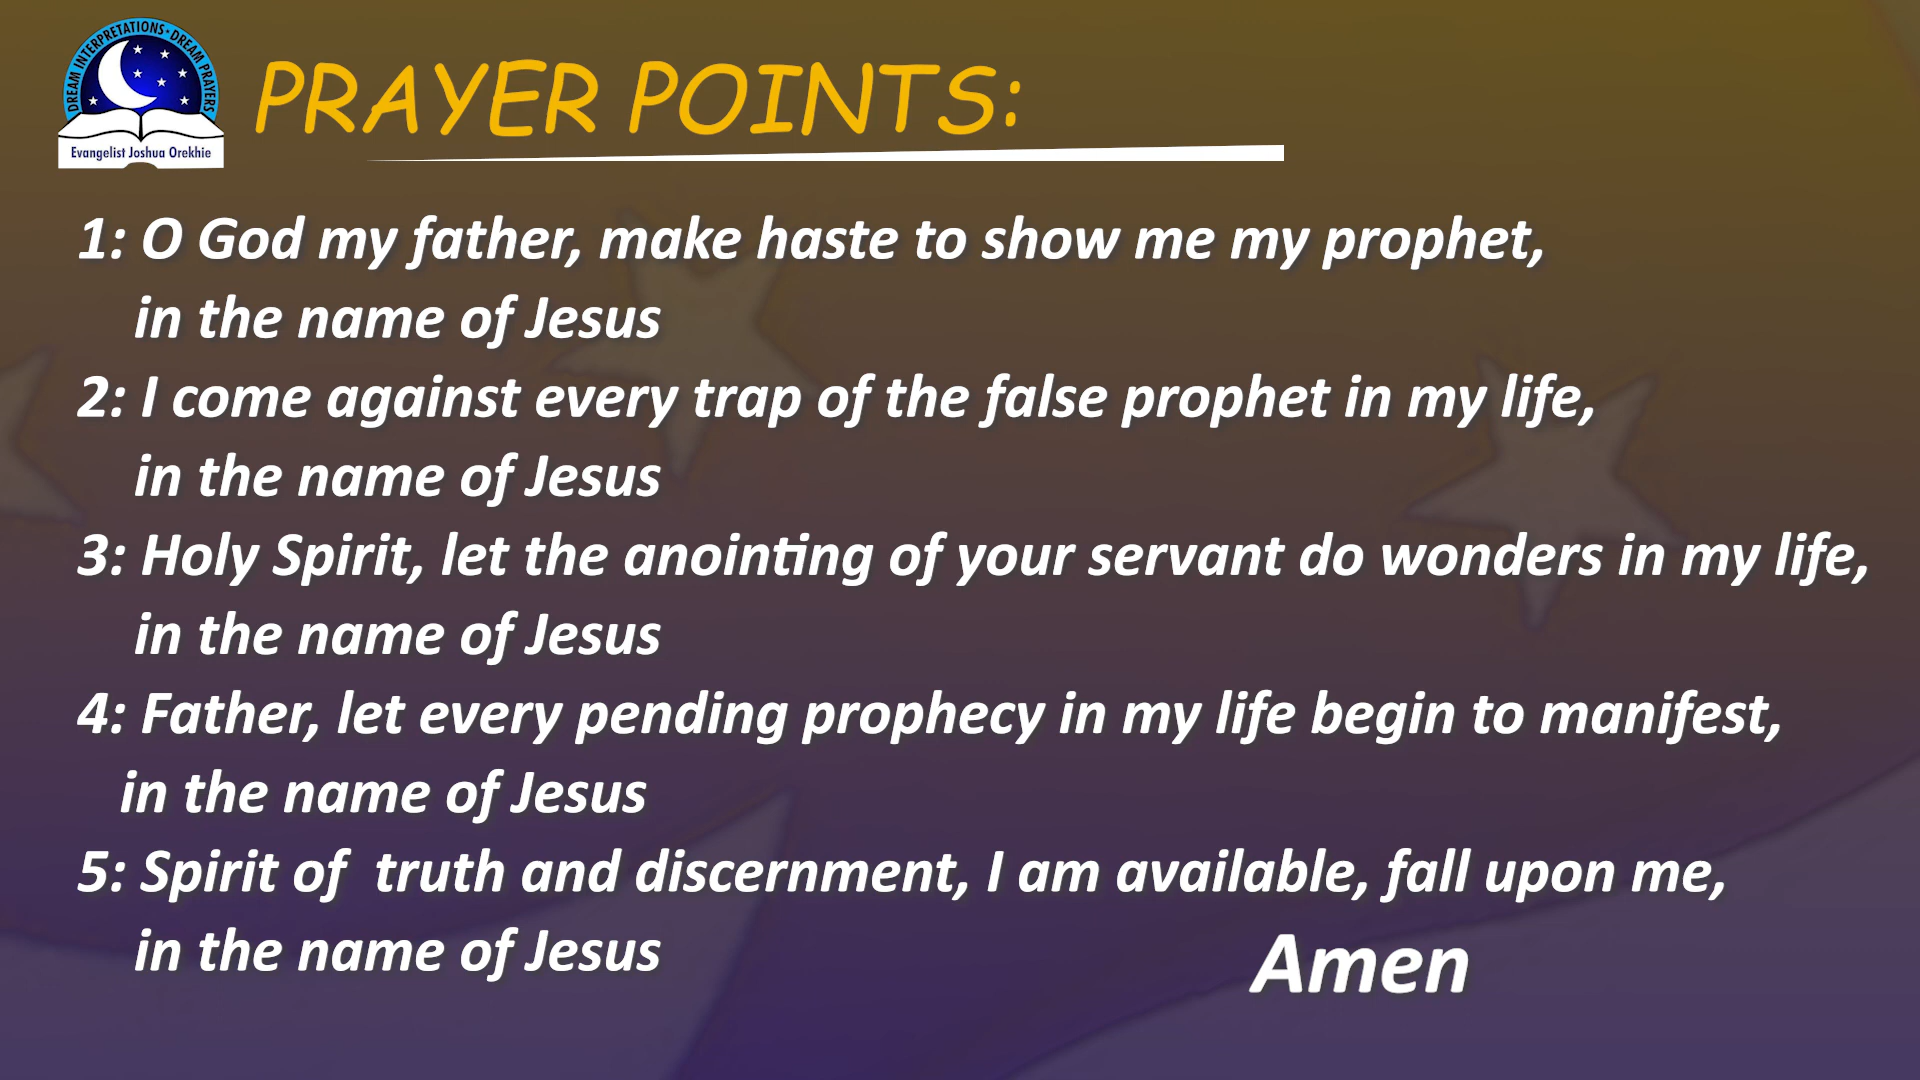 DREAM INTERPRETATIONS • DREAM PRAYERS
Evangelist Joshua Orekhie
PRAYER POINTS:
1: O God my father, make haste to show me my prophet,
in the name of Jesus
2: I come against every trap of the false prophet in my life,
in the name of Jesus
3: Holy Spirit, let the anointing of your servant do wonders in my life,
in the name of Jesus
4: Father, let every pending prophecy in my life begin to manifest,
in the name of Jesus
5: Spirit of  truth and discernment, I am available, fall upon me,
in the name of Jesus
Amen